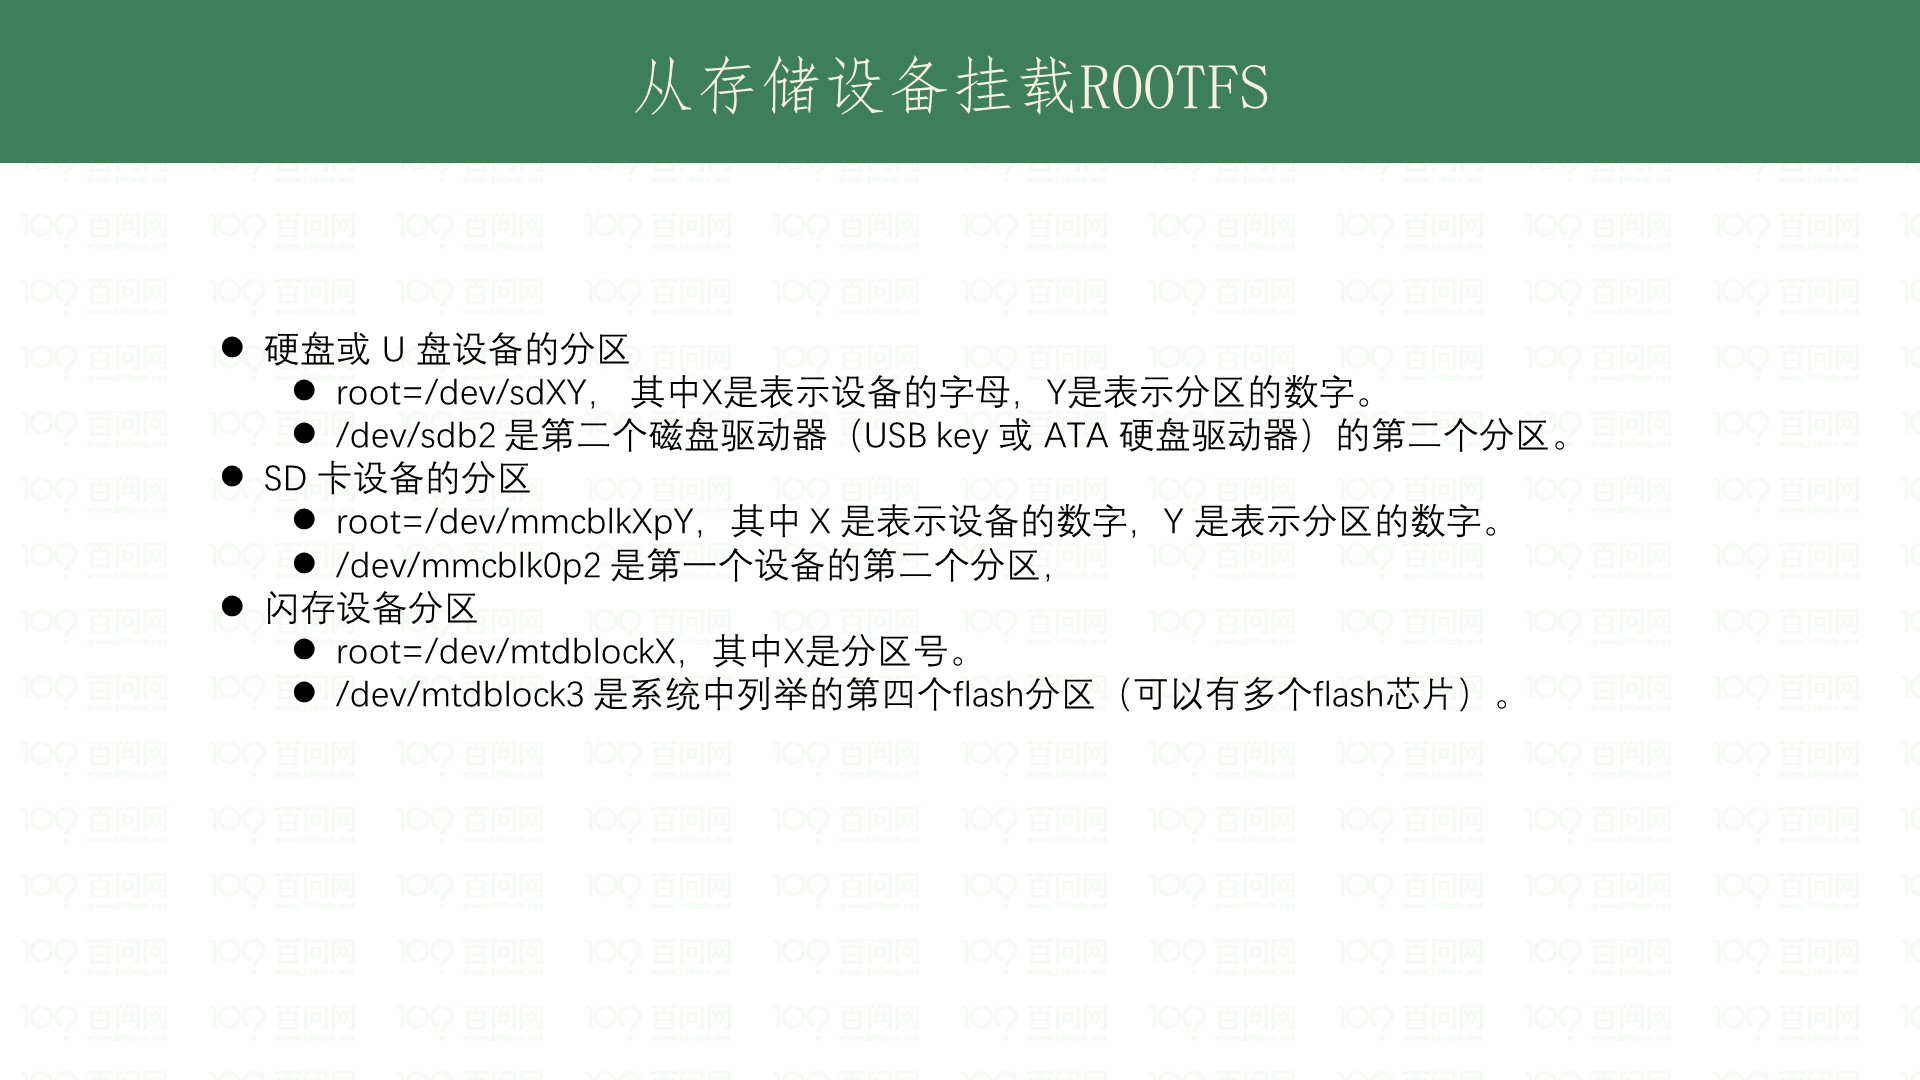 从存储设备挂载ROOTFS
● 硬盘或 U 盘设备的分区
● root=/dev/sdXY， 其中X是表示设备的字母，Y是表示分区的数字。
● /dev/sdb2 是第二个磁盘驱动器（USB key 或 ATA 硬盘驱动器）的第二个分区。
● SD 卡设备的分区
● root=/dev/mmcblkXpY，其中 X 是表示设备的数字，Y 是表示分区的数字。
● /dev/mmcblk0p2 是第一个设备的第二个分区，
● 闪存设备分区
● root=/dev/mtdblockX，其中X是分区号。
● /dev/mtdblock3 是系统中列举的第四个flash分区（可以有多个flash芯片）。
百问网
www.100ask.net